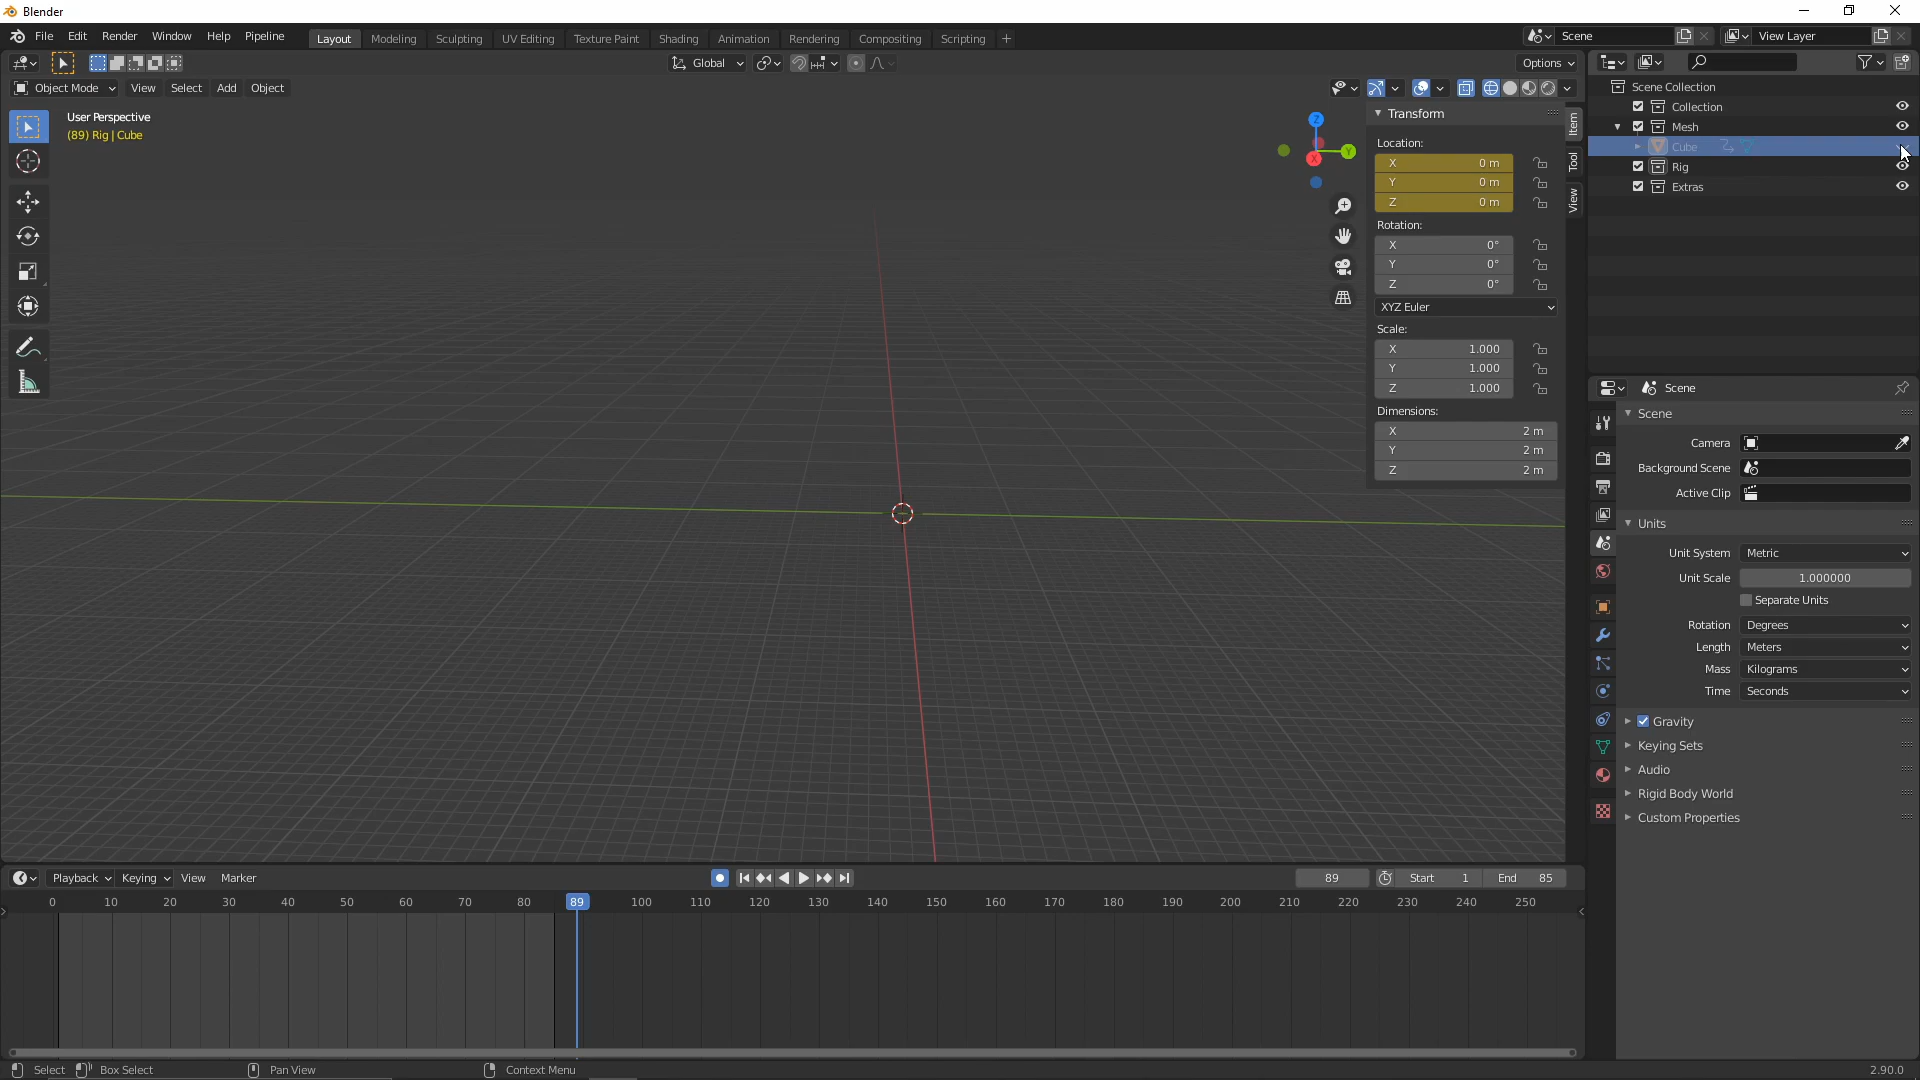 Blender
File Edit Render Window Help Pipeline Layout Modeling Sculpting UV Editing Texture Paint Shading Animation Rendering Compositing Scripting + Scene View Layer
Global Options
Object Mode View Select Add Object
User Perspective
(89) Rig | Cube
Z
Y
X
Transform
Location:
X 0 m
Y 0 m
Z 0 m
Rotation:
X 0°
Y 0°
Z 0°
XYZ Euler
Scale:
X 1.000
Y 1.000
Z 1.000
Dimensions:
X 2 m
Y 2 m
Z 2 m
Item
Tool
View
Scene Collection
Collection
Mesh
Cube
Rig
Extras
Scene
Scene
Camera
Background Scene
Active Clip
Units
Unit System Metric
Unit Scale 1.000000
Separate Units
Rotation Degrees
Length Meters
Mass Kilograms
Time Seconds
Gravity
Keying Sets
Audio
Rigid Body World
Custom Properties
Playback Keying View Marker 89 Start 1 End 85
0 10 20 30 40 50 60 70 80 89 100 110 120 130 140 150 160 170 180 190 200 210 220 230 240 250
Select Box Select Pan View Context Menu 2.90.0